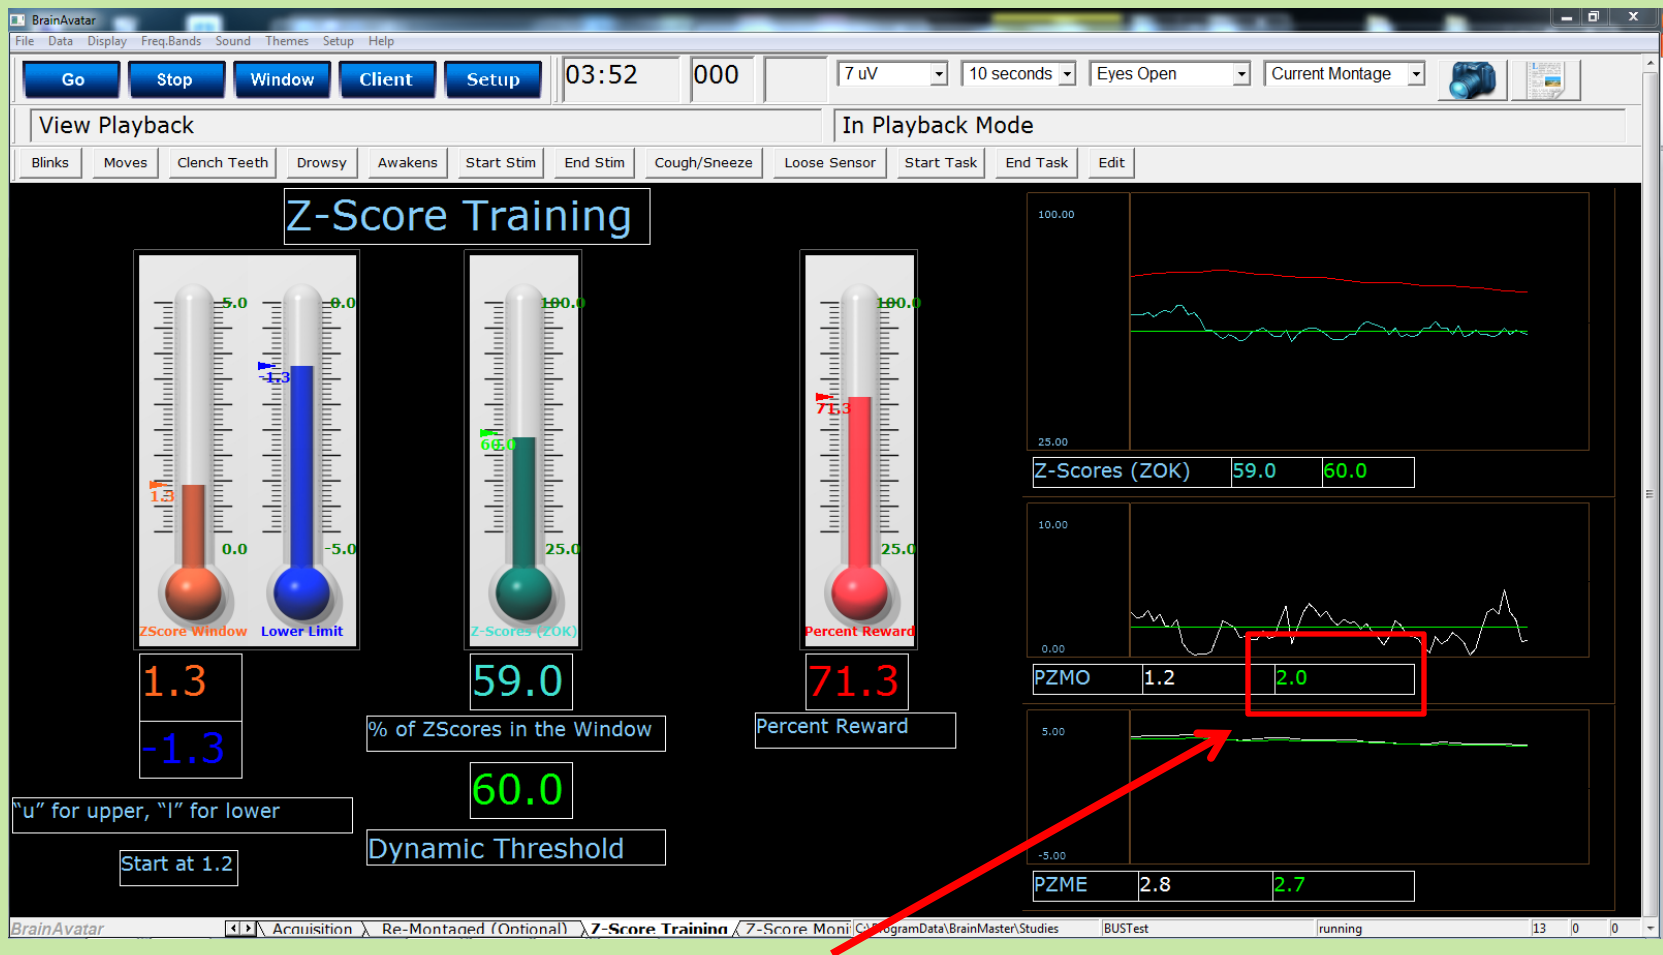 BrainAvatar
File Data Display Freq.Bands Sound Themes Setup Help
Go Stop Window Client Setup 03:52 000 7 uV 10 seconds Eyes Open Current Montage
View Playback In Playback Mode
Blinks Moves Clench Teeth Drowsy Awakens Start Stim End Stim Cough/Sneeze Loose Sensor Start Task End Task Edit
Z-Score Training
5.0 0.0 100.0 100.0
-1.3
71.3
60.0
1.3
0.0 -5.0 25.0 25.0
ZScore Window Lower Limit Z-Scores (ZOK) Percent Reward
1.3 59.0 71.3
-1.3
% of ZScores in the Window
Percent Reward
60.0
"u" for upper, "l" for lower
Dynamic Threshold
Start at 1.2
100.00
25.00
Z-Scores (ZOK) 59.0 60.0
10.00
0.00
PZMO 1.2 2.0
5.00
-5.00
PZME 2.8 2.7
BrainAvatar Acquisition Re-Montaged (Optional) Z-Score Training Z-Score Moni C:\ProgramData\BrainMaster\Studies BUSTest running 13 0 0